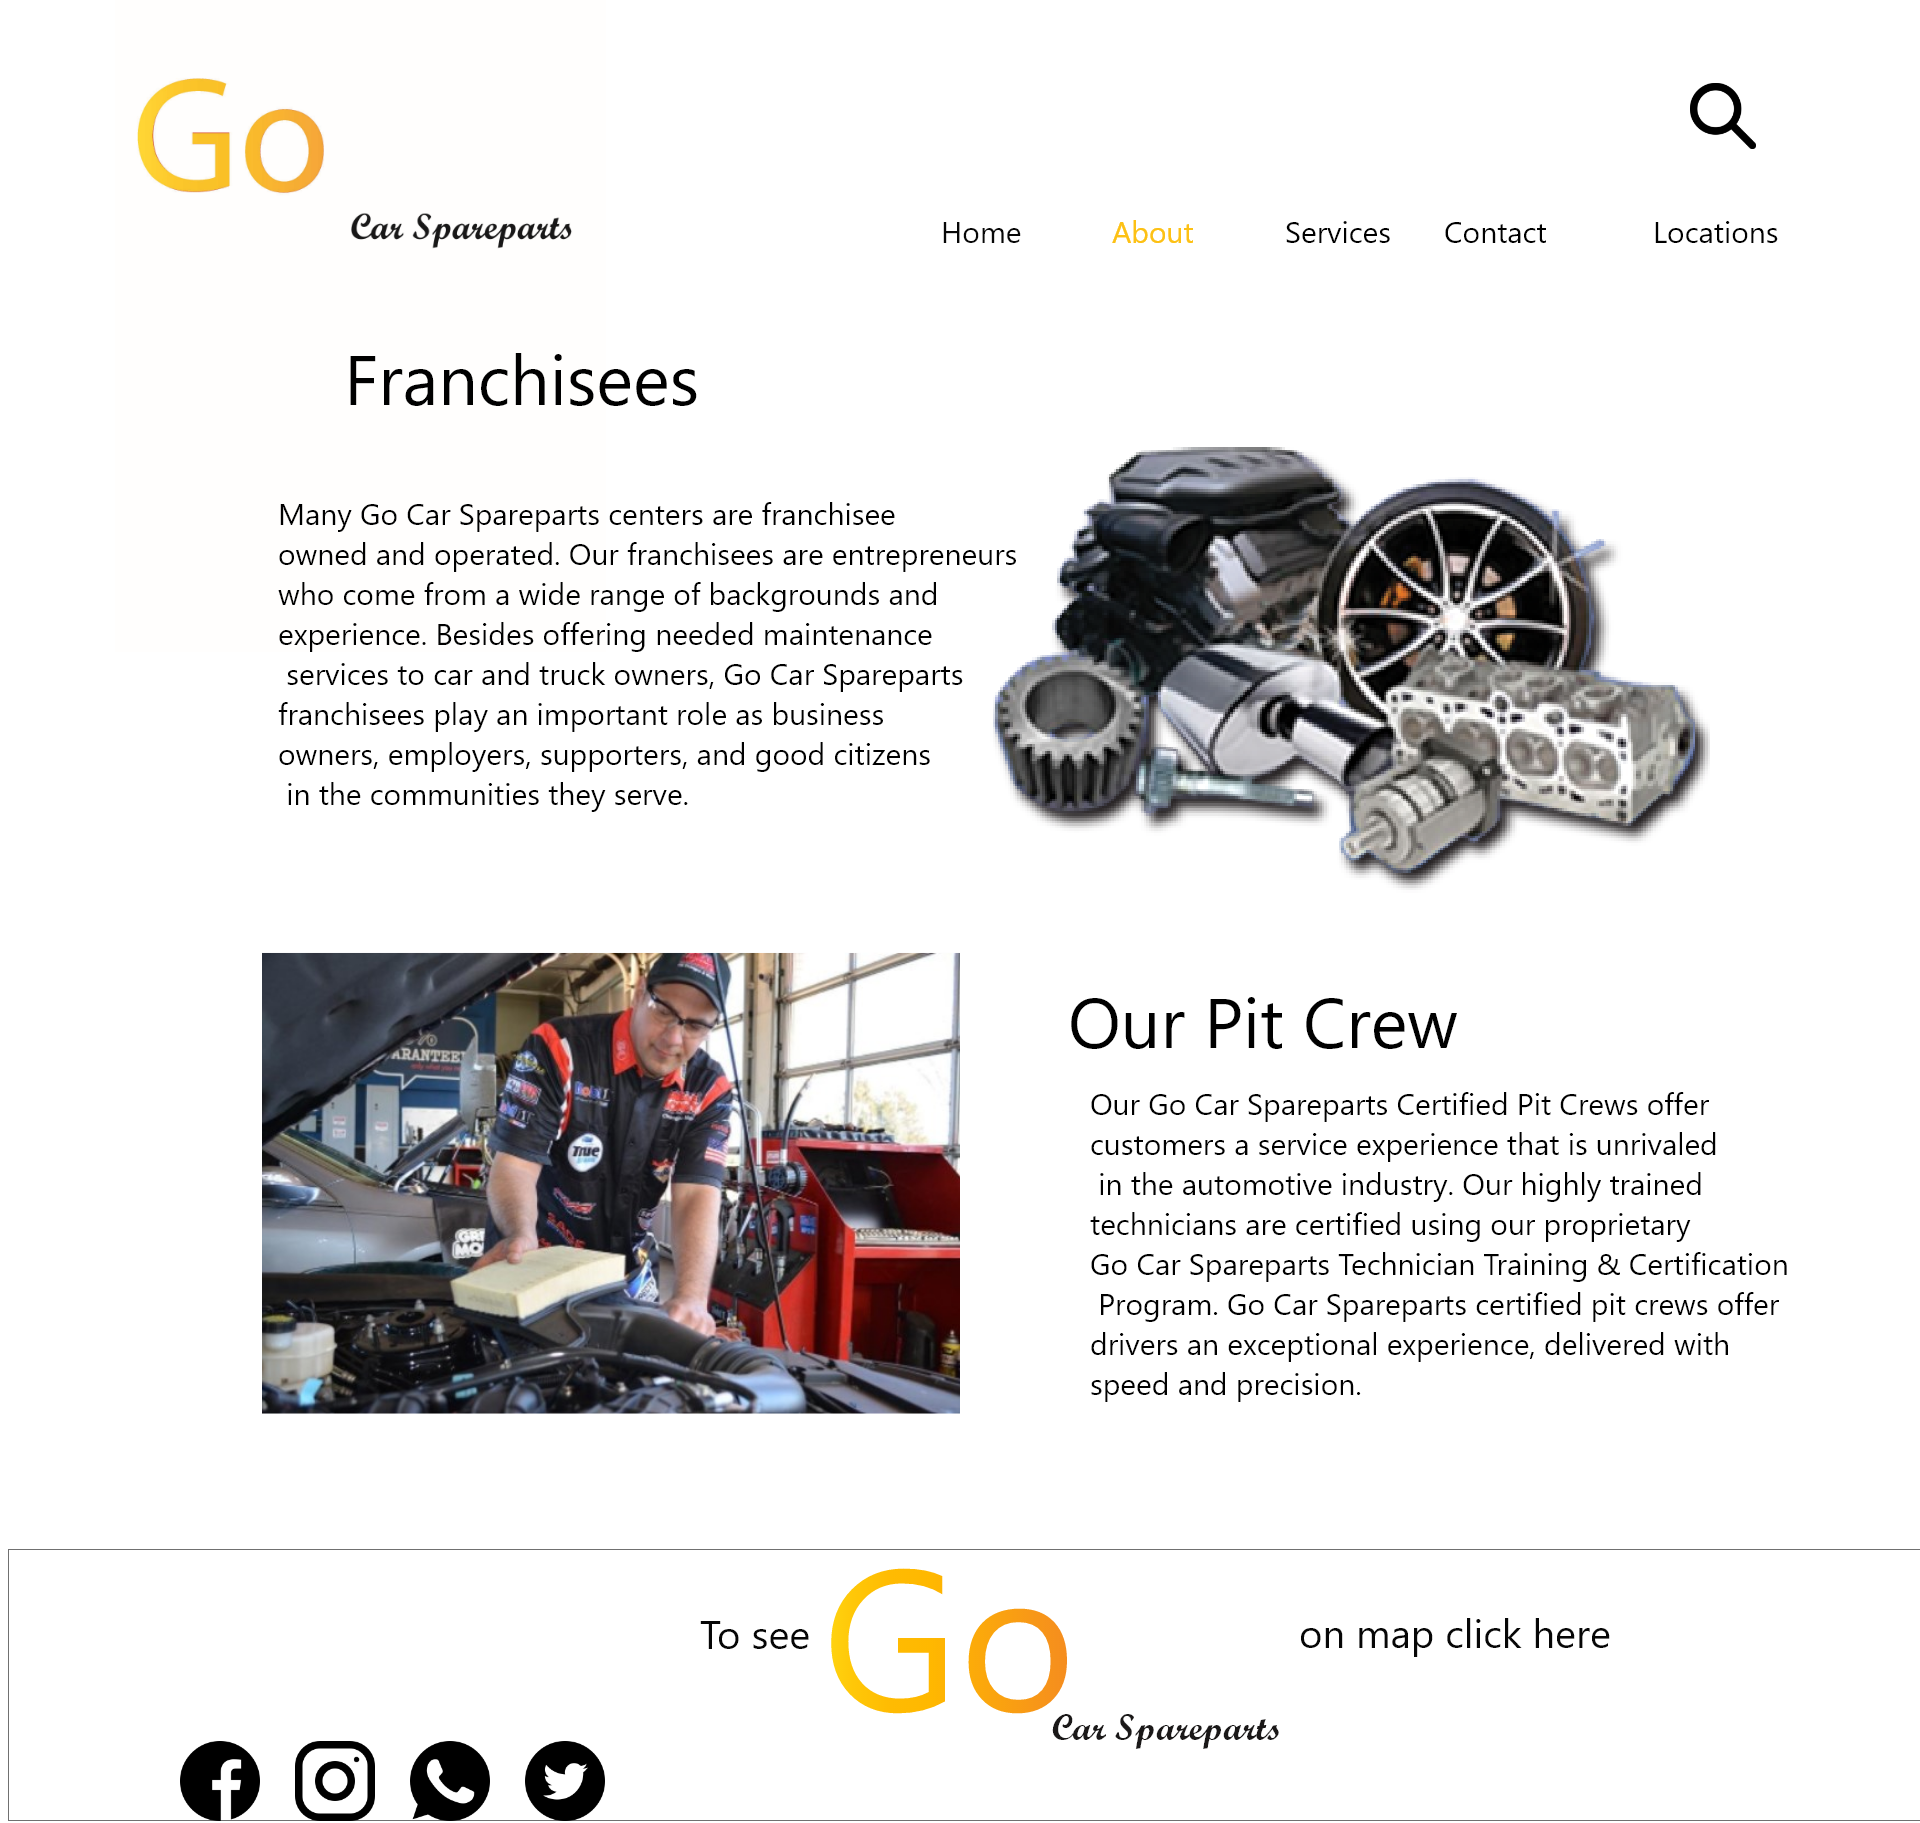 Go
Car Spareparts
Home About Services Contact Locations
Franchisees
Many Go Car Spareparts centers are franchisee
owned and operated. Our franchisees are entrepreneurs
who come from a wide range of backgrounds and
experience. Besides offering needed maintenance
services to car and truck owners, Go Car Spareparts
franchisees play an important role as business
owners, employers, supporters, and good citizens
in the communities they serve.
True
Our Pit Crew
Our Go Car Spareparts Certified Pit Crews offer
customers a service experience that is unrivaled
in the automotive industry. Our highly trained
technicians are certified using our proprietary
Go Car Spareparts Technician Training & Certification
Program. Go Car Spareparts certified pit crews offer
drivers an exceptional experience, delivered with
speed and precision.
To see Go Car Spareparts on map click here